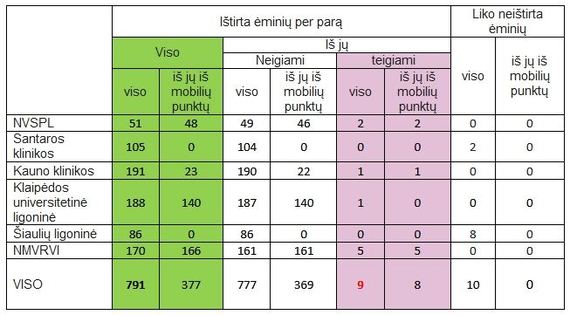 Ištirta ėminių per parą
Liko neištirta
ėminių
Viso
Iš jų
Neigiami
teigiami
viso
iš jų iš
mobilių
punktų
viso
iš jų iš
mobilių
punktų
viso
iš jų iš
mobilių
punktų
viso
iš jų iš
mobilių
punktų
NVSPL 51 48 49 46 2 2 0 0
Santaros
klinikos
105 0 104 0 0 0 2 0
Kauno klinikos 191 23 190 22 1 1 0 0
Klaipėdos
universitetinė
ligoninė
188 140 187 140 1 0 0 0
Šiaulių ligoninė 86 0 86 0 0 0 8 0
NMVRVI 170 166 161 161 5 5 0 0
VISO 791 377 777 369 9 8 10 0